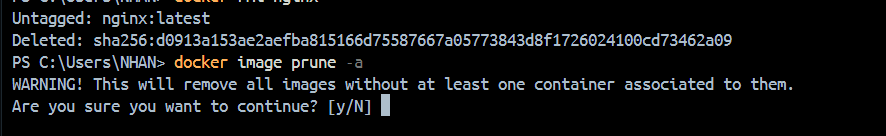 Untagged: nginx:latest
Deleted: sha256:d0913a153ae2aefba815166d75587667a05773843d8f1726024100cd73462a09
PS C:\Users\NHAN> docker image prune -a
WARNING! This will remove all images without at least one container associated to them.
Are you sure you want to continue? [y/N]